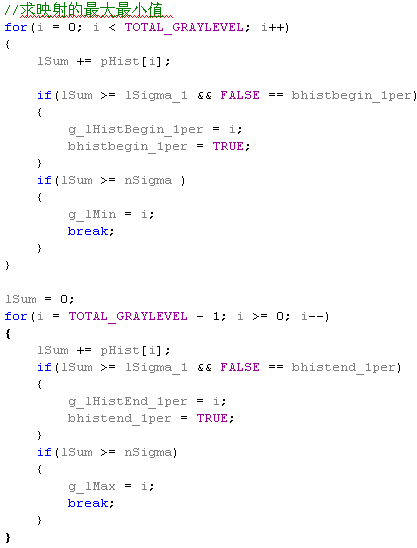 //求映射的最大最小值
for(i = 0; i < TOTAL_GRAYLEVEL; i++)
{
    lSum += pHist[i];

    if(lSum >= lSigma_1 && FALSE == bhistbegin_1per)
    {
        g_lHistBegin_1per = i;
        bhistbegin_1per = TRUE;
    }
    if(lSum >= nSigma )
    {
        g_lMin = i;
        break;
    }
}

lSum = 0;
for(i = TOTAL_GRAYLEVEL - 1; i >= 0; i--)
{
    lSum += pHist[i];
    if(lSum >= lSigma_1 && FALSE == bhistend_1per)
    {
        g_lHistEnd_1per = i;
        bhistend_1per = TRUE;
    }
    if(lSum >= nSigma)
    {
        g_lMax = i;
        break;
    }
}